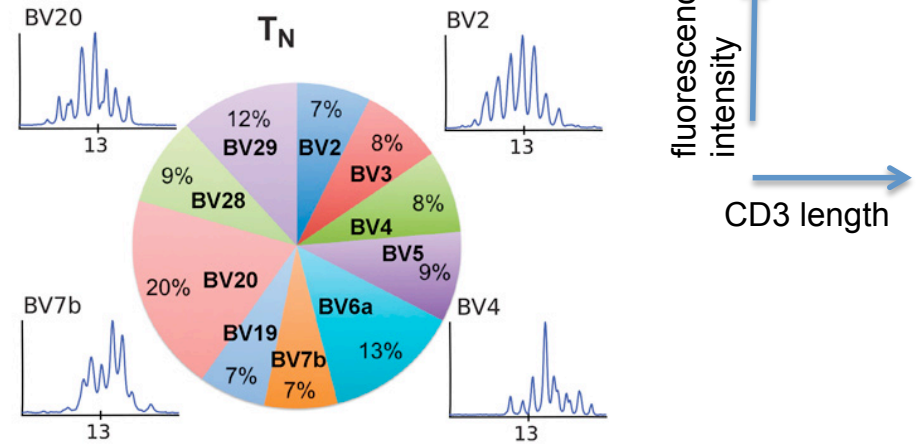 BV20
T_N
BV2
13
13
12%
BV29
7%
BV2
8%
BV3
8%
BV4
BV5
9%
BV6a
13%
BV7b
7%
BV19
7%
BV20
20%
9%
BV28
BV7b
13
BV4
13
intensity
CD3 length